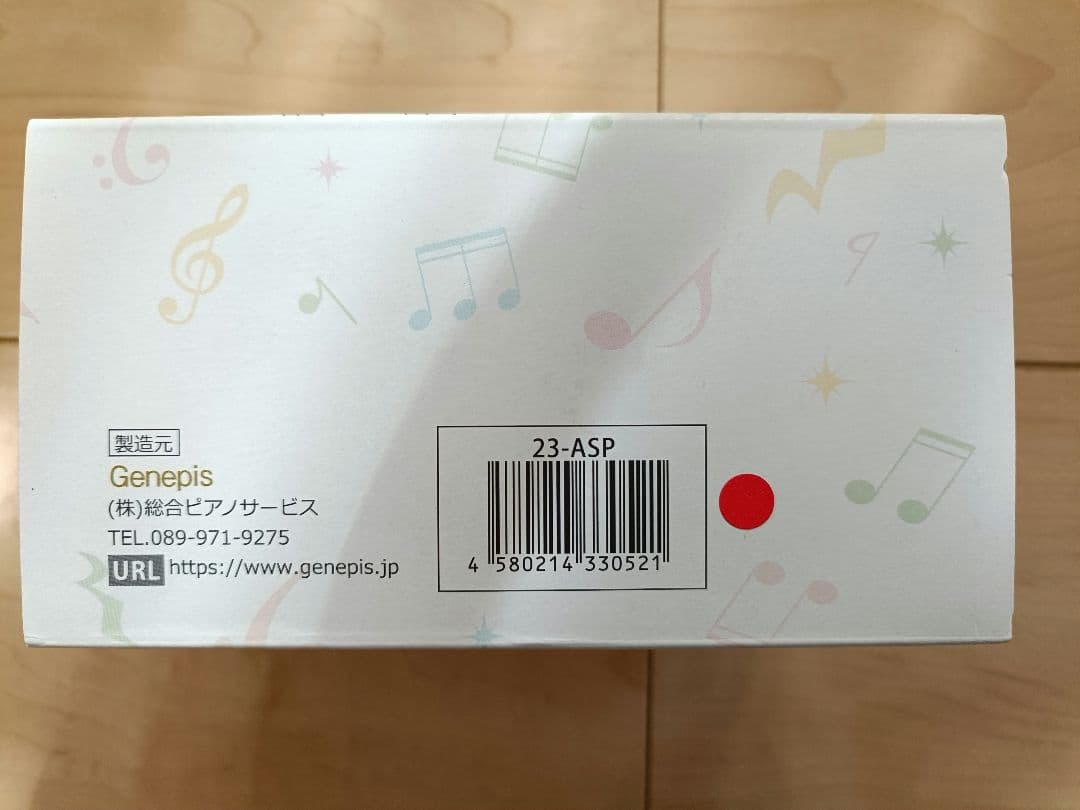 製造元
Genepis
(株)総合ピアノサービス
TEL.089-971-9275
URL https://www.genepis.jp
23-ASP
4 580214 330521